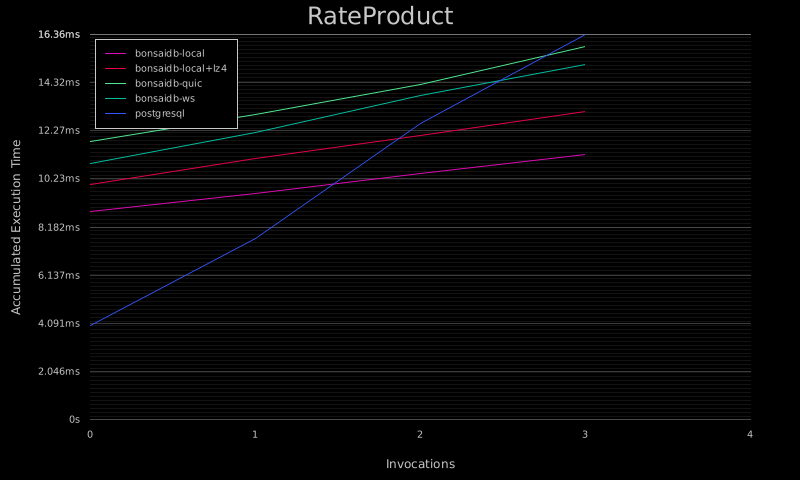 RateProduct
16.36ms
14.32ms
12.27ms
10.23ms
8.182ms
6.137ms
4.091ms
2.046ms
0s
bonsaidb-local
bonsaidb-local+lz4
bonsaidb-quic
bonsaidb-ws
postgresql
Accumulated Execution Time
0 1 2 3 4
Invocations